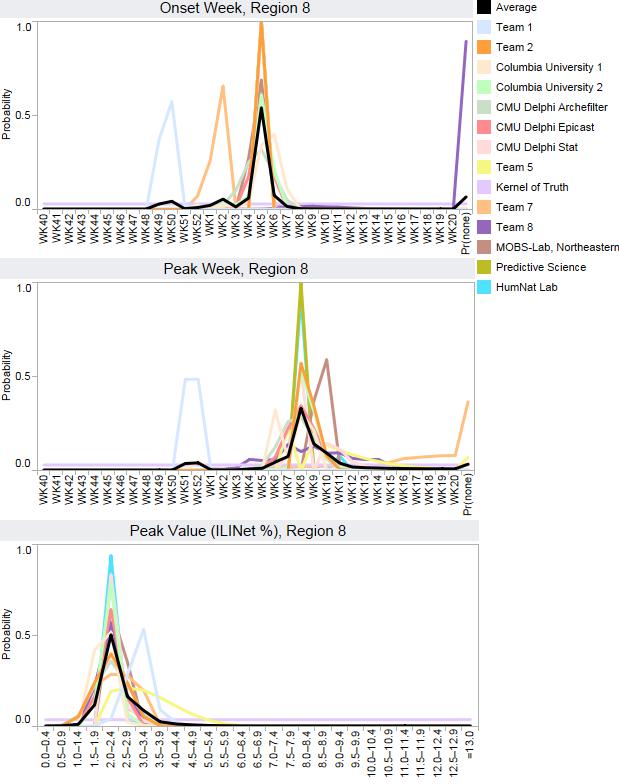 Onset Week, Region 8
Probability
1.0
0.5
0.0
WK40
WK41
WK42
WK43
WK44
WK45
WK46
WK47
WK48
WK49
WK50
WK51
WK52
WK1
WK2
WK3
WK4
WK5
WK6
WK7
WK8
WK9
WK10
WK11
WK12
WK13
WK14
WK15
WK16
WK17
WK18
WK19
WK20
Pr(none)
Average
Team 1
Team 2
Columbia University 1
Columbia University 2
CMU Delphi Archefilter
CMU Delphi Epicast
CMU Delphi Stat
Team 5
Kernel of Truth
Team 7
Team 8
MOBS-Lab, Northeastern
Predictive Science
HumNat Lab
Peak Week, Region 8
Probability
1.0
0.5
0.0
WK40
WK41
WK42
WK43
WK44
WK45
WK46
WK47
WK48
WK49
WK50
WK51
WK52
WK1
WK2
WK3
WK4
WK5
WK6
WK7
WK8
WK9
WK10
WK11
WK12
WK13
WK14
WK15
WK16
WK17
WK18
WK19
WK20
Pr(none)
Peak Value (ILINet %), Region 8
Probability
1.0
0.5
0.0
0.0–0.4
0.5–0.9
1.0–1.4
1.5–1.9
2.0–2.4
2.5–2.9
3.0–3.4
3.5–3.9
4.0–4.4
4.5–4.9
5.0–5.4
5.5–5.9
6.0–6.4
6.5–6.9
7.0–7.4
7.5–7.9
8.0–8.4
8.5–8.9
9.0–9.4
9.5–9.9
10.0–10.4
10.5–10.9
11.0–11.4
11.5–11.9
12.0–12.4
12.5–12.9
=13.0